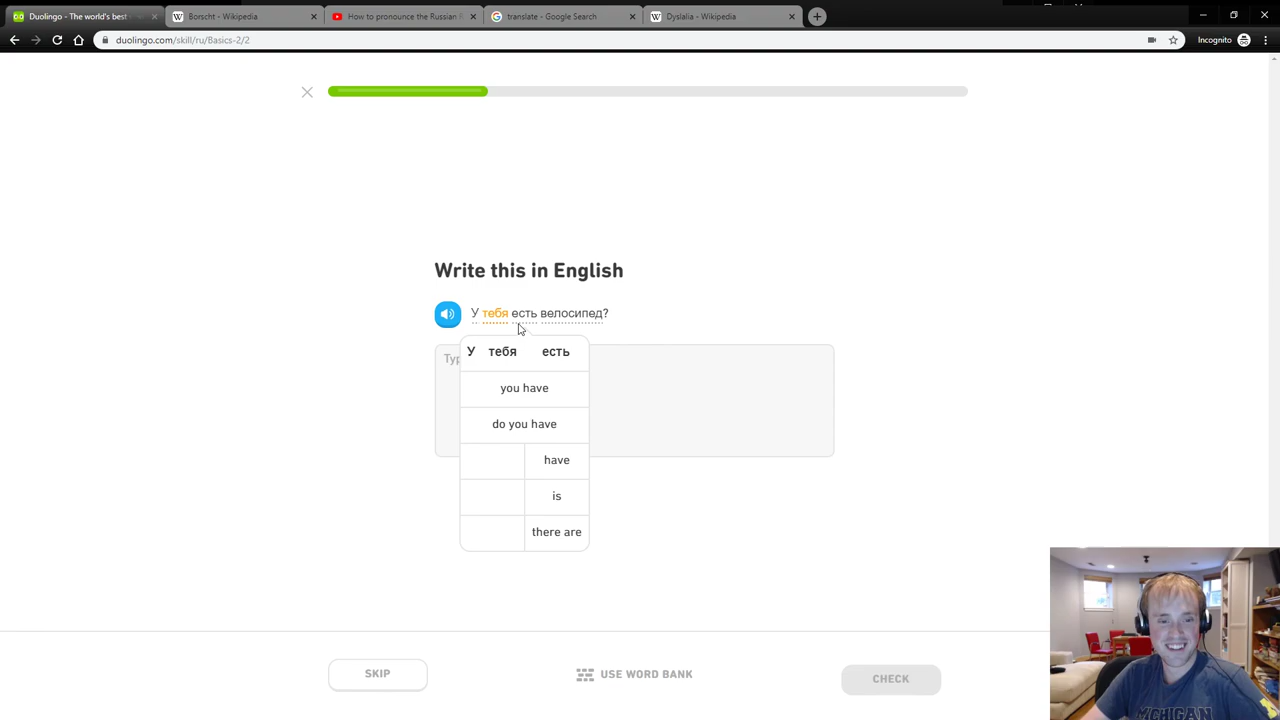 Duolingo - The world's best
Borscht - Wikipedia
How to pronounce the Russian
translate - Google Search
Dyslalia - Wikipedia
duolingo.com/skill/ru/Basics-2/2
Incognito
Write this in English
У тебя есть велосипед?
У тебя есть
you have
do you have
have
is
there are
SKIP
USE WORD BANK
CHECK
MICHIGAN